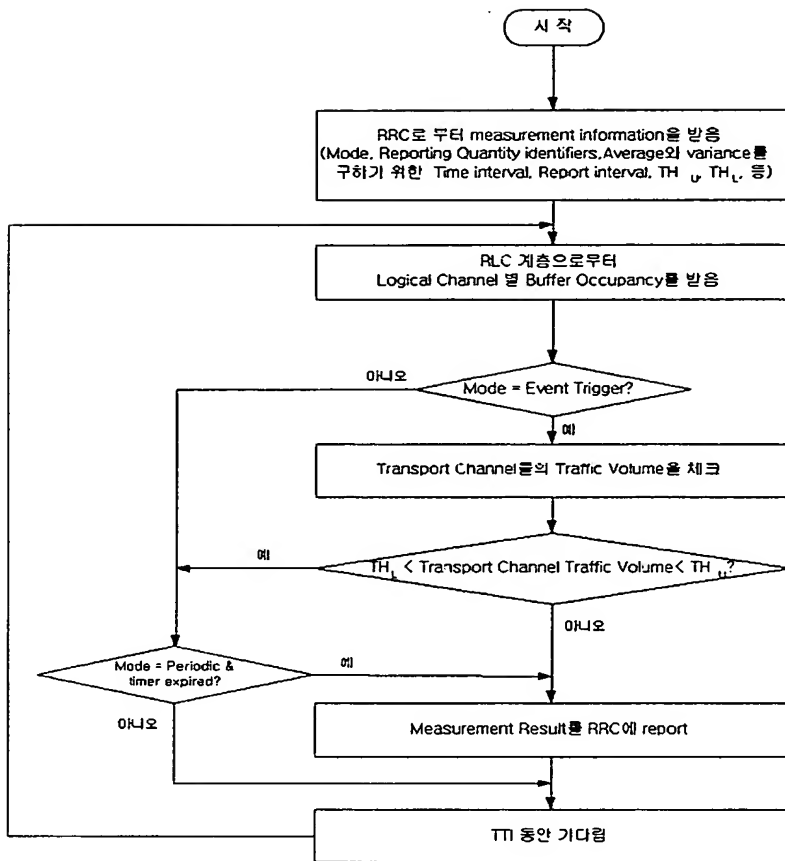 시 작
RRC로 부터 measurement information을 받음
(Mode, Reporting Quantity identifiers,Average와 variance를
구하기 위한 Time interval, Report interval, TH U, TH L, 등)
RLC 계층으로부터
Logical Channel 별 Buffer Occupancy를 받음
아니오
Mode = Event Trigger?
예
Transport Channel들의 Traffic Volume을 체크
예
TH L < Transport Channel Traffic Volume< TH U?
아니오
Mode = Periodic &
timer expired?
예
아니오
Measurement Result를 RRC에 report
TTI 동안 기다림